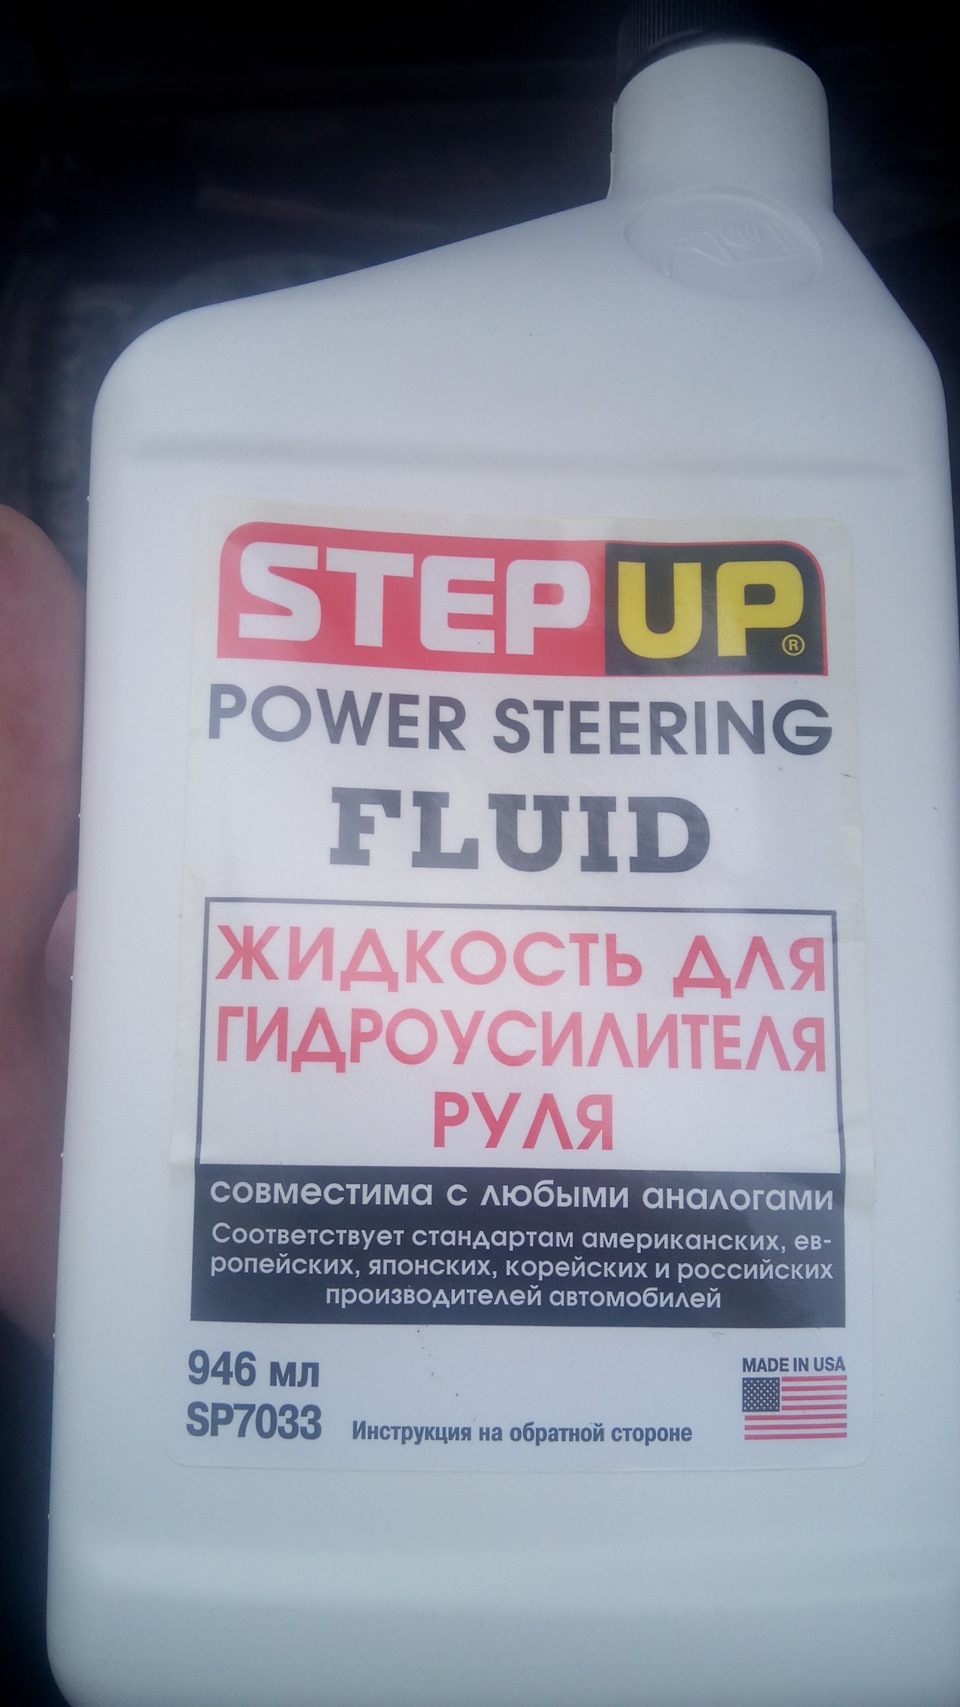 STEP UP®
POWER STEERING
FLUID
ЖИДКОСТЬ ДЛЯ
ГИДРОУСИЛИТЕЛЯ
РУЛЯ
совместима с любыми аналогами
Соответствует стандартам американских, ев-
ропейских, японских, корейских и российских
производителей автомобилей
946 мл
MADE IN USA
SP7033
Инструкция на обратной стороне